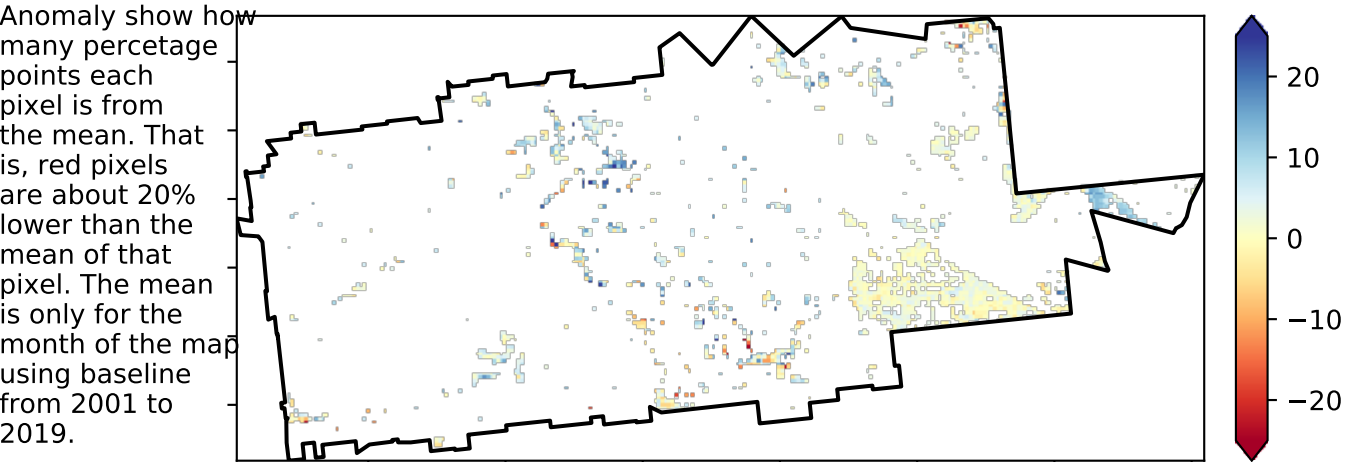 Anomaly show how
many percetage
points each
pixel is from
the mean. That
is, red pixels
are about 20%
lower than the
mean of that
pixel. The mean
is only for the
month of the map
using baseline
from 2001 to
2019.
20
10
0
−10
−20